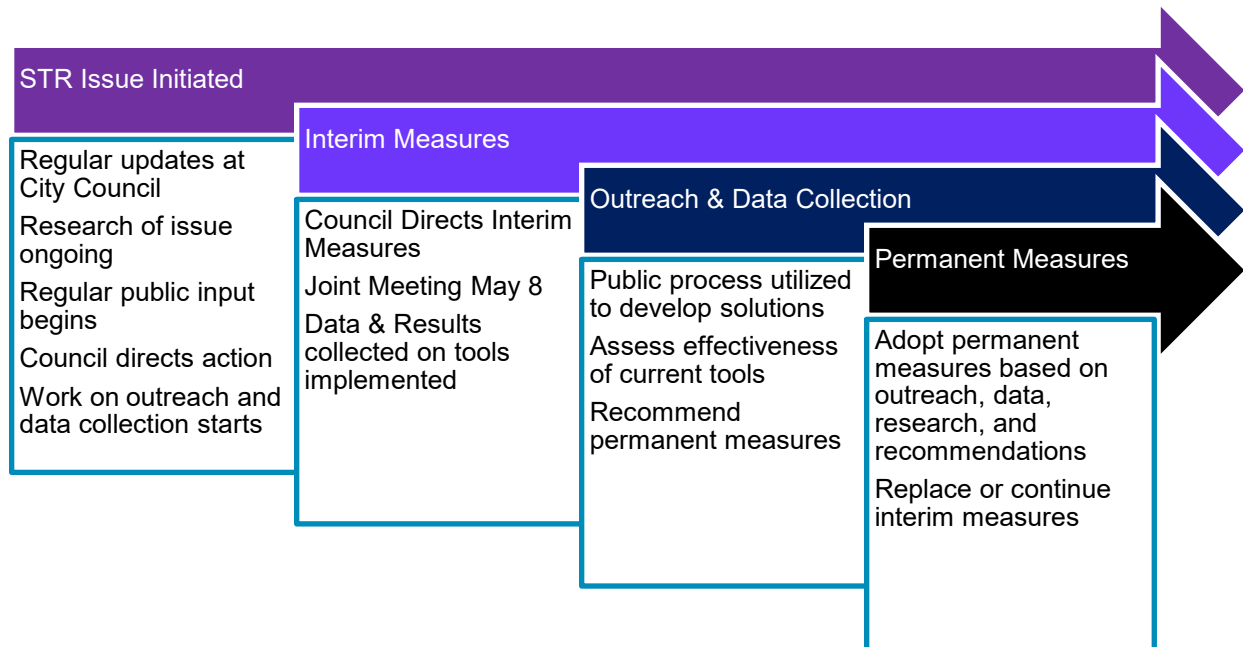 STR Issue Initiated
Regular updates at
City Council
Research of issue
ongoing
Regular public input
begins
Council directs action
Work on outreach and
data collection starts
Interim Measures
Council Directs Interim
Measures
Joint Meeting May 8
Data & Results
collected on tools
implemented
Outreach & Data Collection
Public process utilized
to develop solutions
Assess effectiveness
of current tools
Recommend
permanent measures
Permanent Measures
Adopt permanent
measures based on
outreach, data,
research, and
recommendations
Replace or continue
interim measures